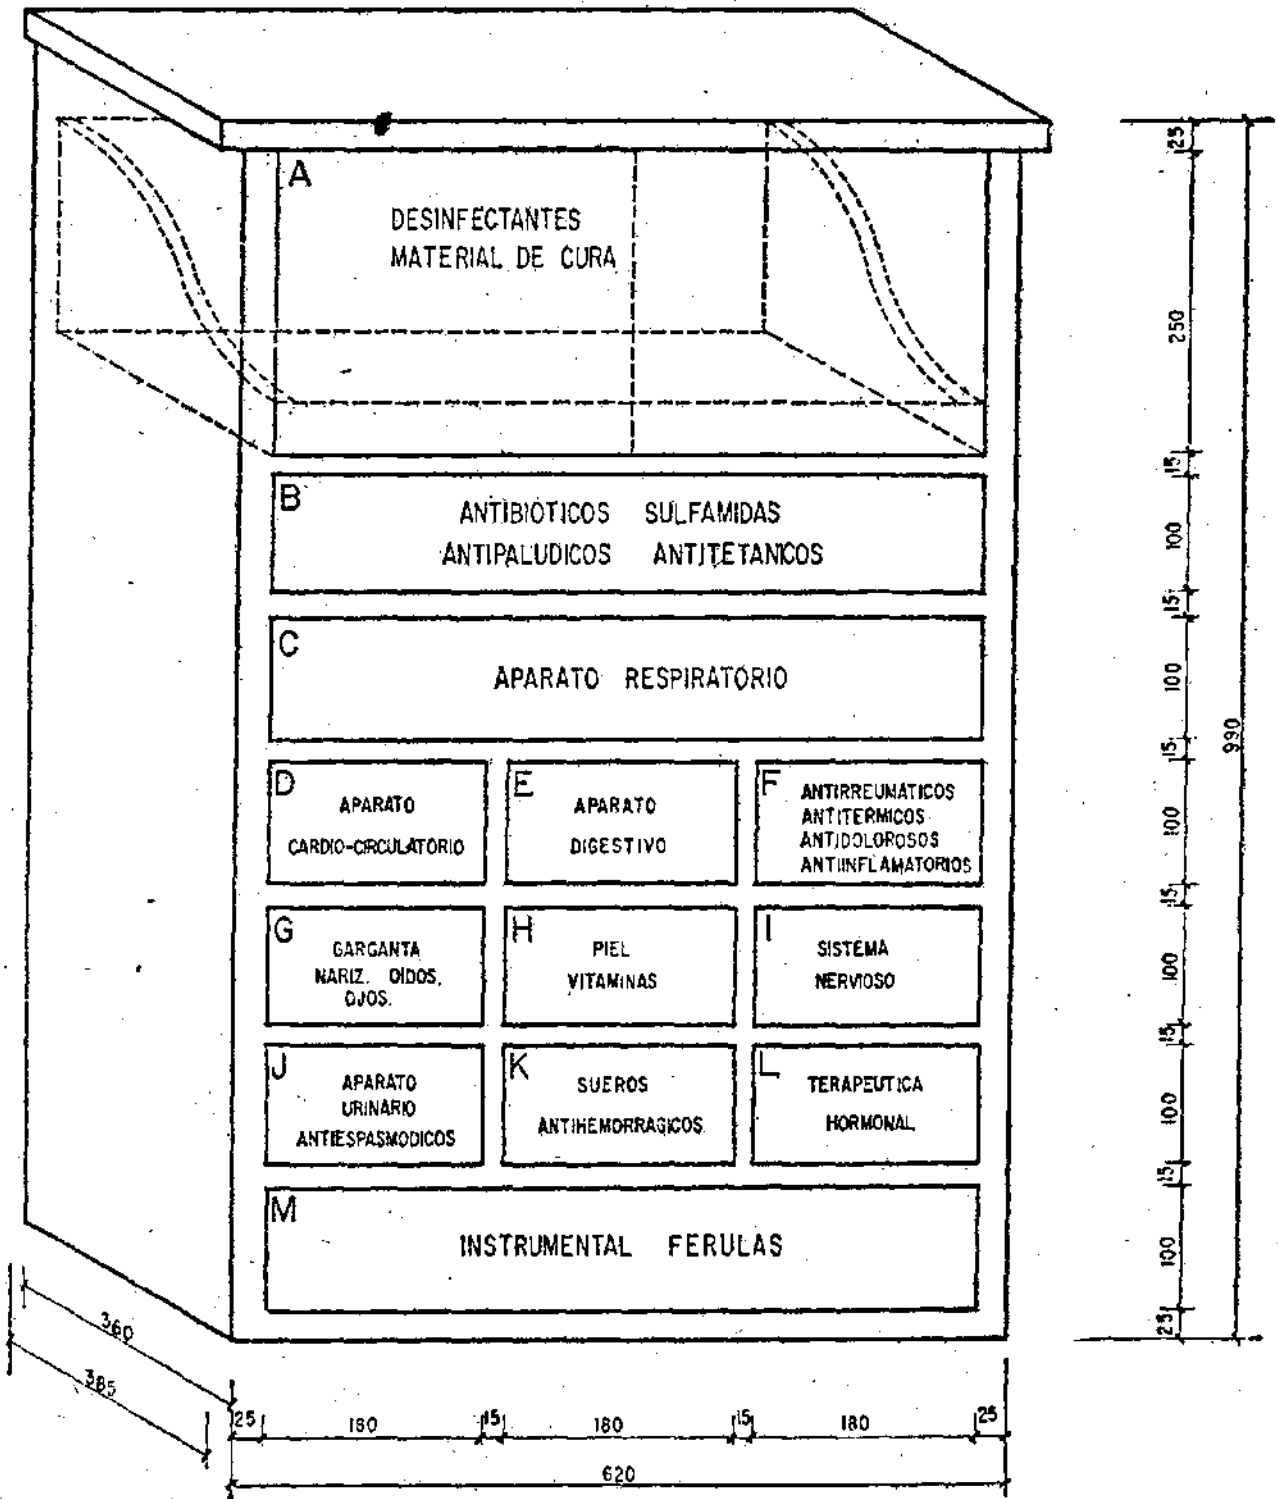 A
DESINFECTANTES
MATERIAL DE CURA
B
ANTIBIOTICOS SULFAMIDAS
ANTIPALUDICOS ANTITETANICOS
C
APARATO RESPIRATORIO
D
APARATO
CARDIO-CIRCULATORIO
E
APARATO
DIGESTIVO
F
ANTIRREUMATICOS
ANTITERMICOS
ANTIDOLOROSOS
ANTIINFLAMATORIOS
G
GARGANTA
NARIZ. OIDOS,
OJOS.
H
PIEL
VITAMINAS
I
SISTEMA
NERVIOSO
J
APARATO
URINARIO
ANTIESPASMODICOS
K
SUEROS
ANTIHEMORRAGICOS
L
TERAPEUTICA
HORMONAL
M
INSTRUMENTAL FERULAS
25
250
15
100
15
100
15
100
15
100
15
100
15
100
25
990
360
385
25 180 15 180 15 180 25
620